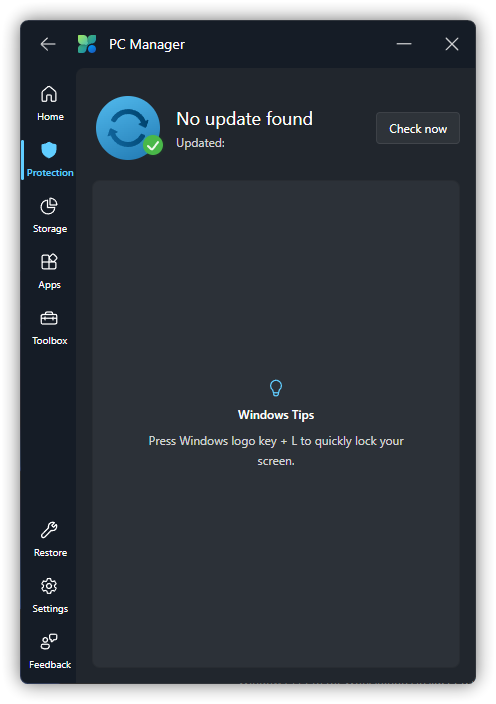 PC Manager
Home
Protection
Storage
Apps
Toolbox
Restore
Settings
Feedback
No update found
Updated:
Check now
Windows Tips
Press Windows logo key + L to quickly lock your
screen.